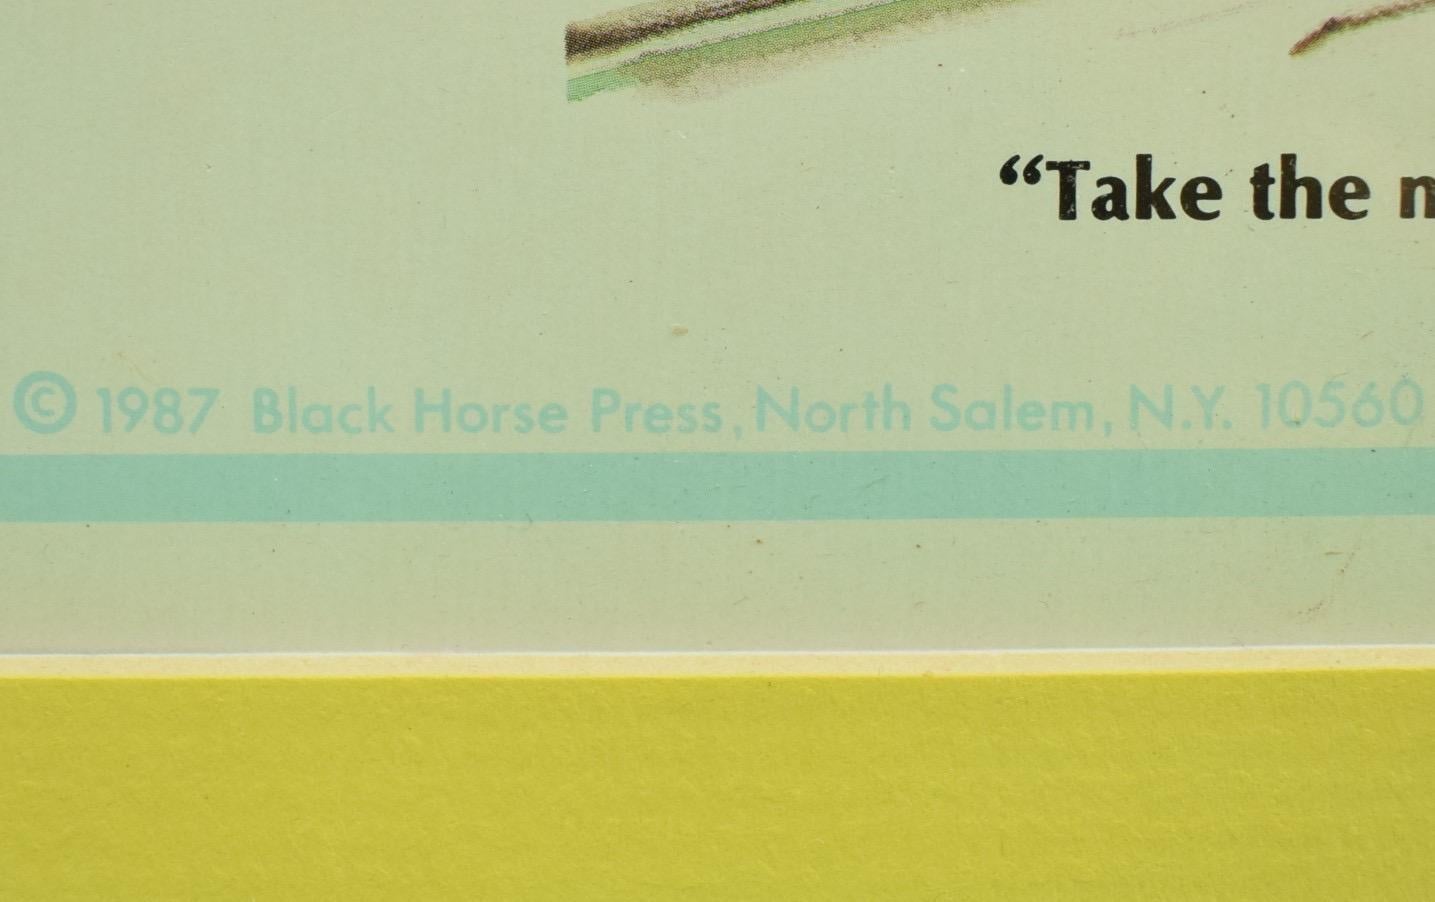 “Take the
© 1987 Black Horse Press, North Salem, N.Y. 10560